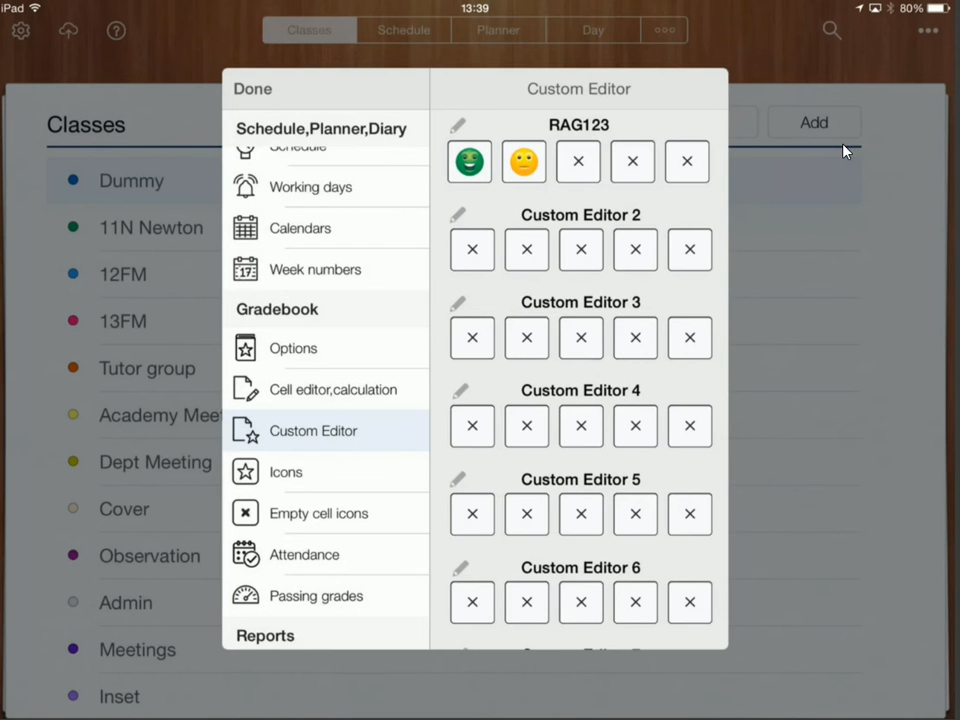 iPad
13:39
80%
Classes
Schedule
Planner
Day
Classes
Add
Dummy
11N Newton
12FM
13FM
Tutor group
Academy Mee
Dept Meeting
Cover
Observation
Admin
Meetings
Inset
Done
Schedule,Planner,Diary
Schedule
Working days
Calendars
17
Week numbers
Gradebook
Options
Cell editor,calculation
Custom Editor
Icons
Empty cell icons
Attendance
Passing grades
Reports
Custom Editor
RAG123
Custom Editor 2
Custom Editor 3
Custom Editor 4
Custom Editor 5
Custom Editor 6